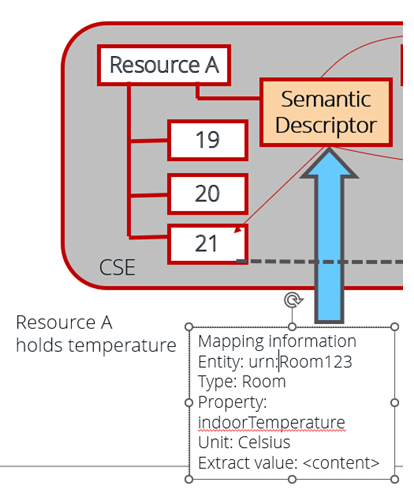 Resource A
Semantic
Descriptor
19
20
21
CSE
Resource A
holds temperature
Mapping information
Entity: urn:Room123
Type: Room
Property:
indoorTemperature
Unit: Celsius
Extract value: <content>